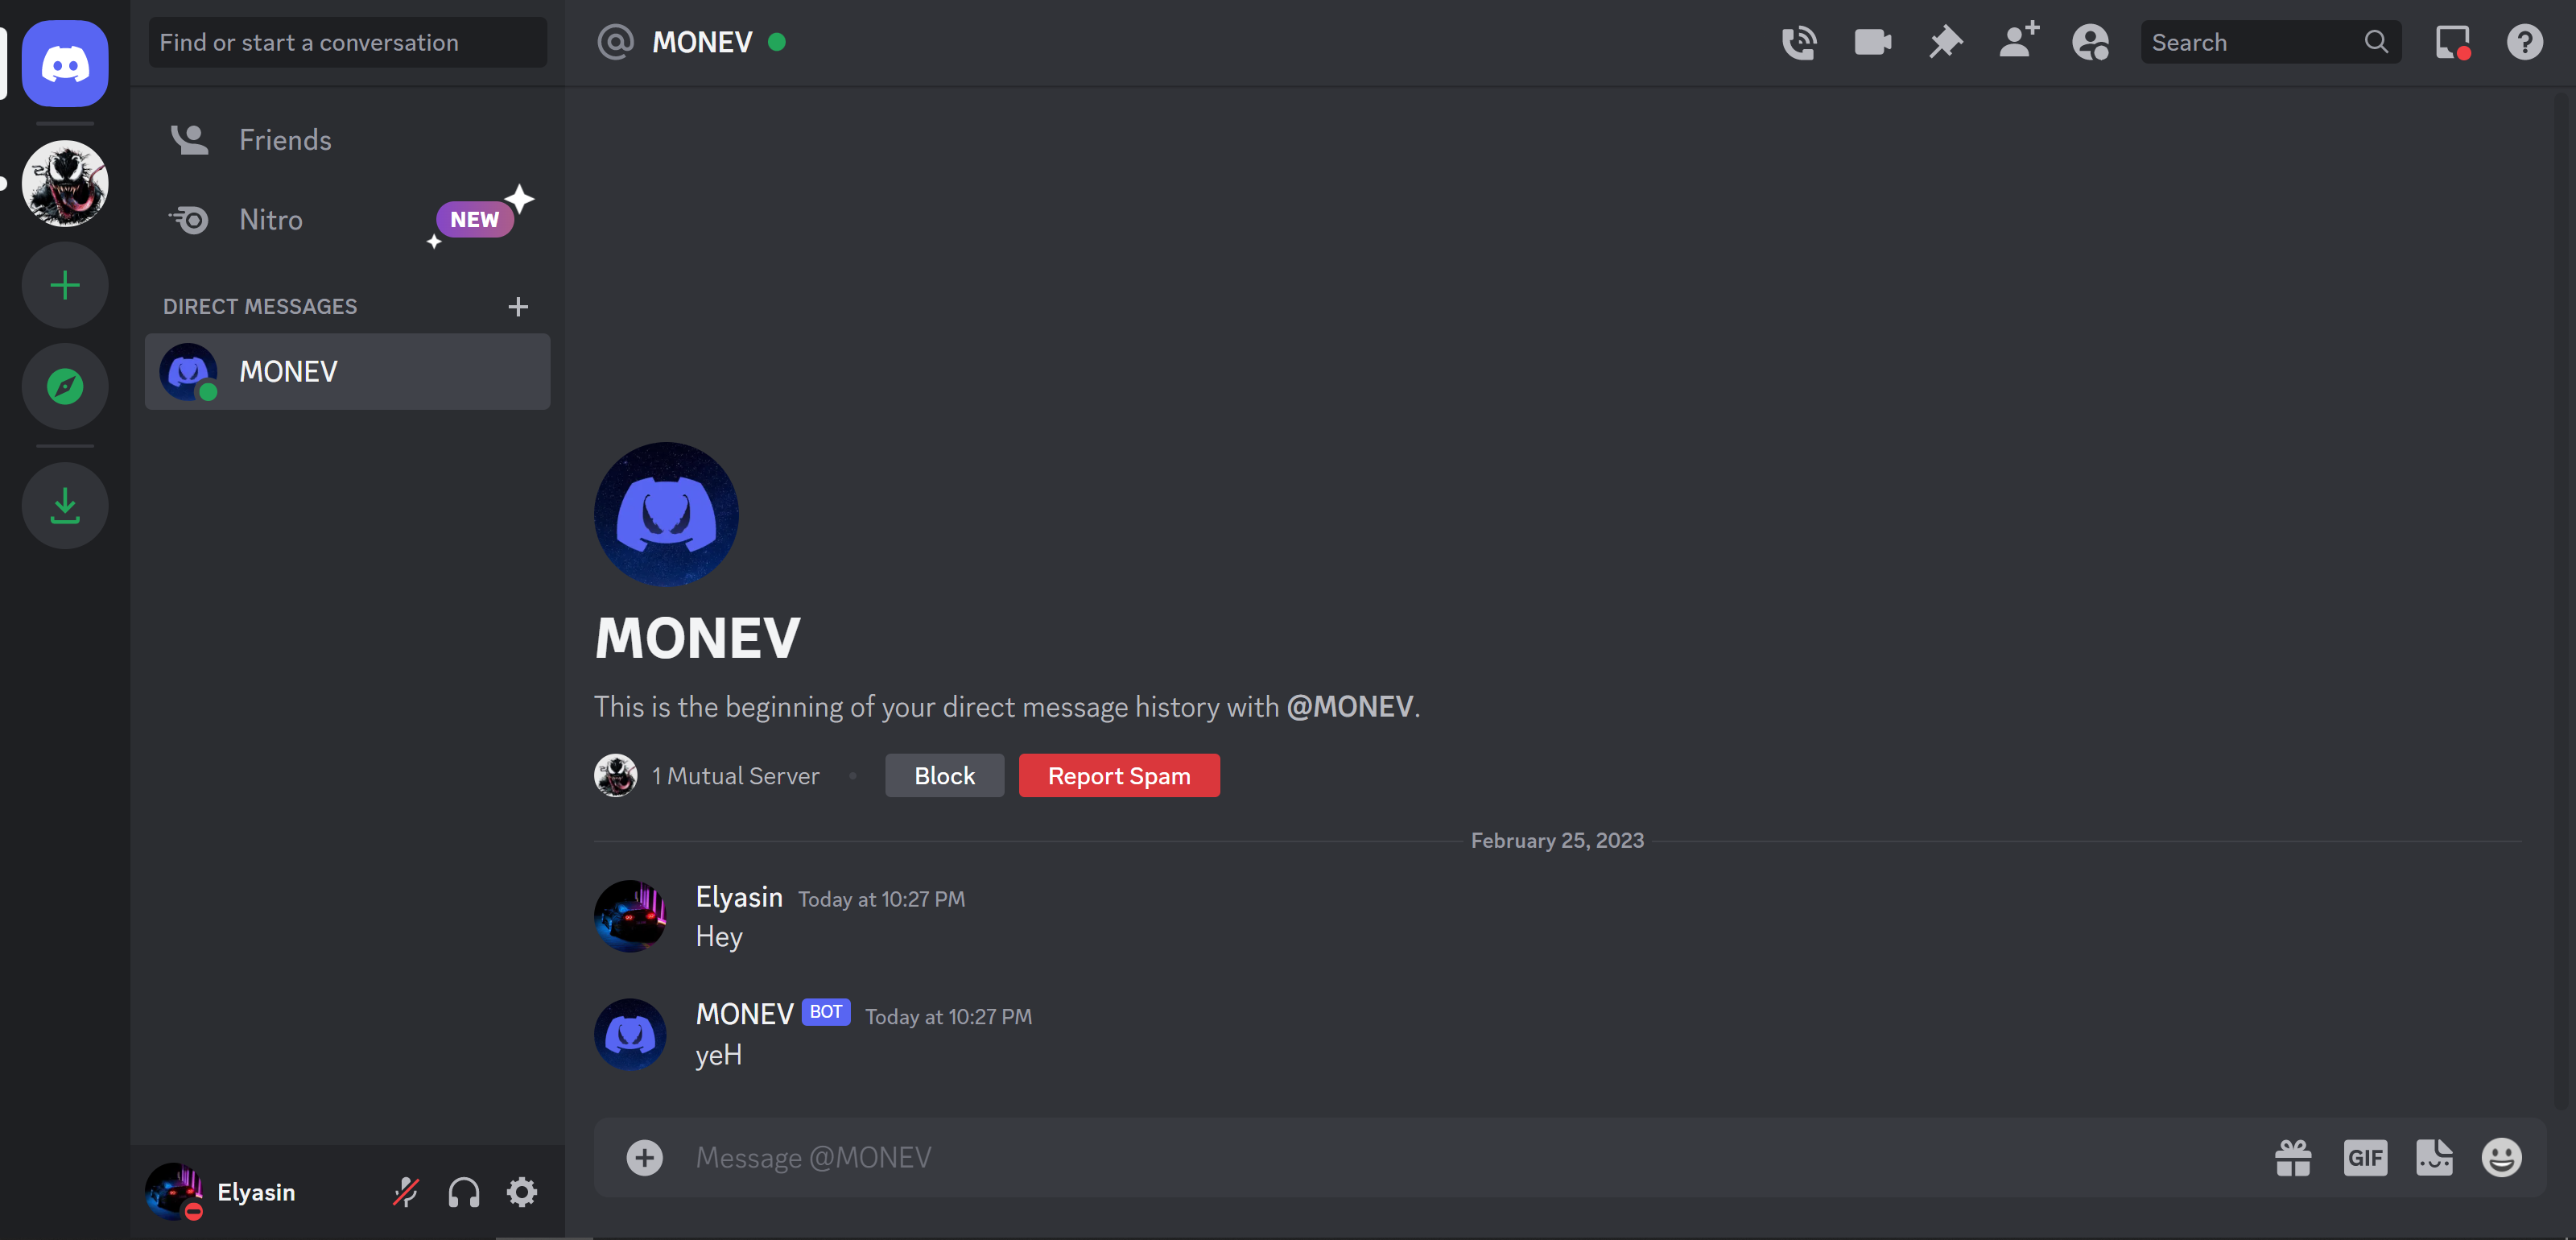 Find or start a conversation
Friends
Nitro
NEW
DIRECT MESSAGES
MONEV
Elyasin
MONEV
Search
MONEV
This is the beginning of your direct message history with @MONEV.
1 Mutual Server
Block
Report Spam
February 25, 2023
Elyasin Today at 10:27 PM
Hey
MONEV BOT Today at 10:27 PM
yeH
Message @MONEV
GIF